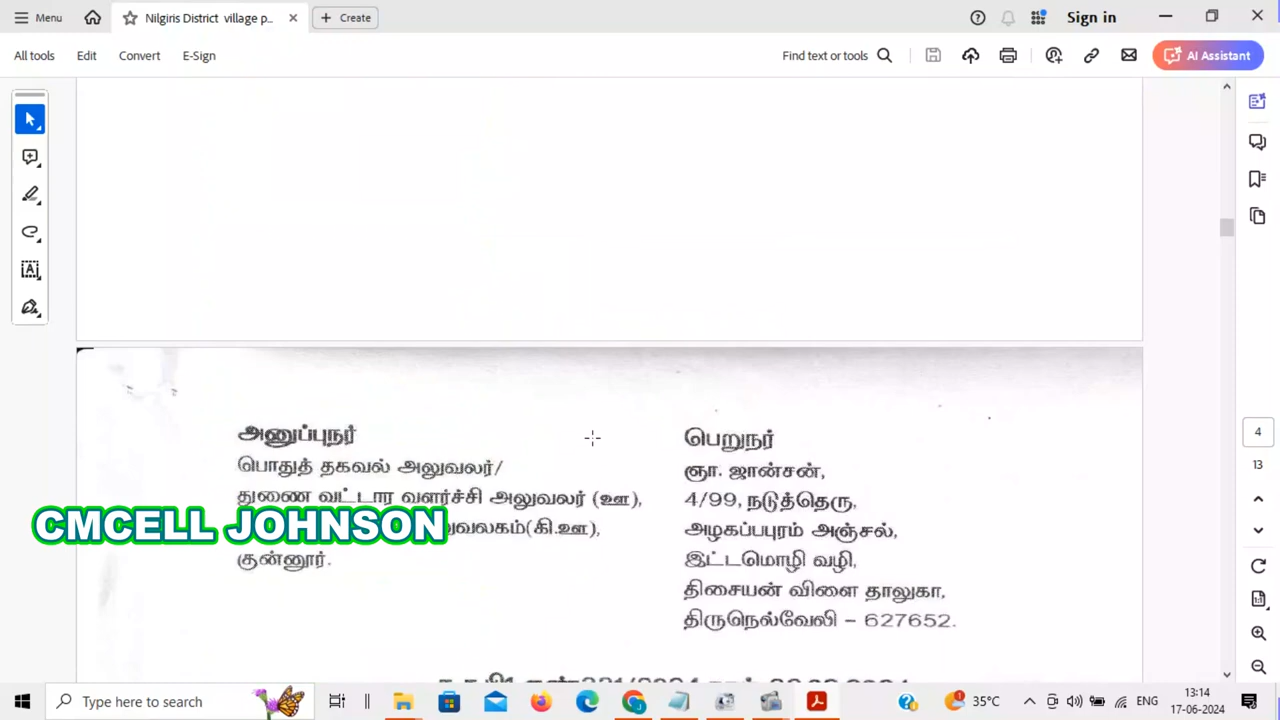 Menu
Nilgiris District village p...
Create
Sign in
All tools
Edit
Convert
E-Sign
Find text or tools
AI Assistant
அனுப்புநர்
பொதுத் தகவல் அலுவலர்/
துணை வட்டார வளர்ச்சி அலுவலர் (ஊ),
(கி.ஊ),
குன்னூர்.
பெறுநர்
ஞா. ஜான்சன்,
4/99, நடுத்தெரு,
அழகப்புரம் அஞ்சல்,
இட்டமொழி வழி,
திசையன் விளை தாலுகா,
திருநெல்வேலி – 627652.
CMCELL JOHNSON
4
13
Type here to search
35°C
ENG
13:14
17-06-2024